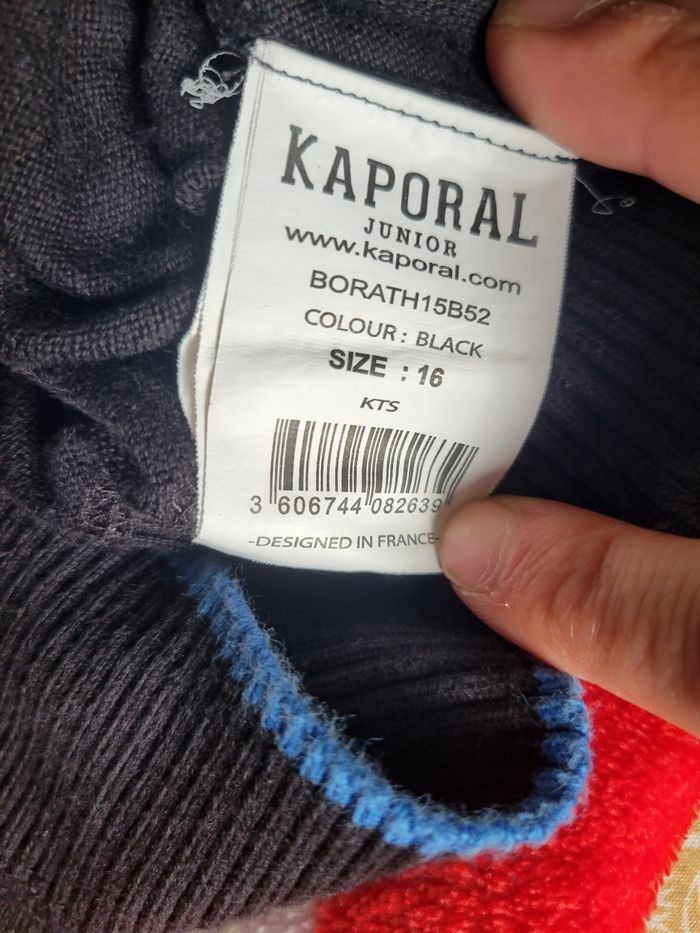 KAPORAL
JUNIOR
www.kaporal.com
BORATH15B52
COLOUR : BLACK
SIZE : 16
KTS
3 606744 082639
-DESIGNED IN FRANCE-